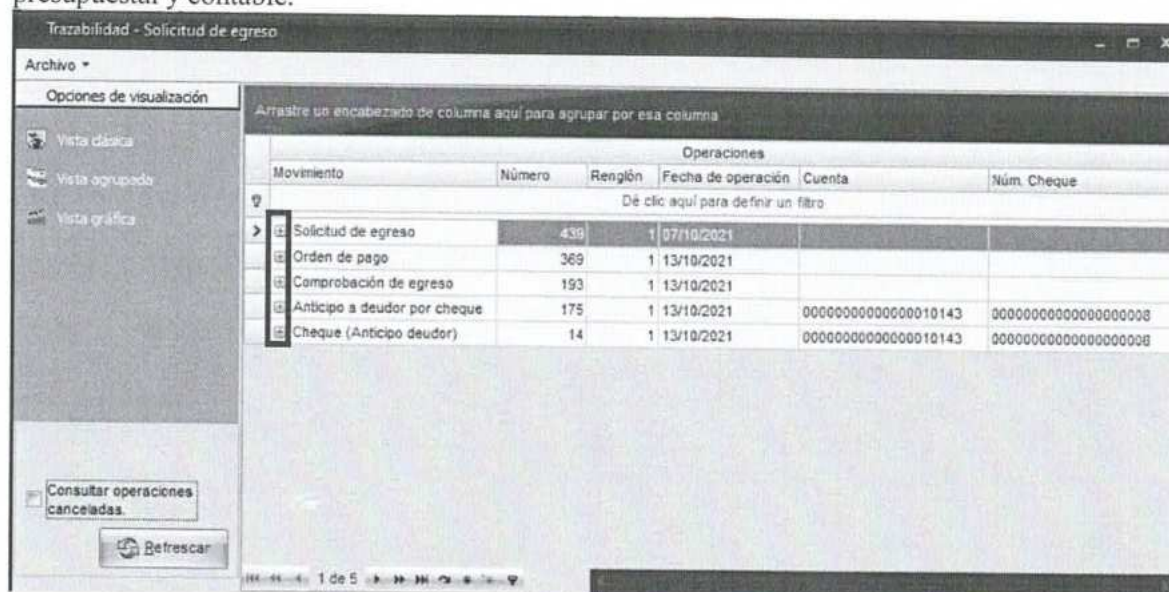 presupuestar y contable.
Trazabilidad - Solicitud de egreso
Archivo
Opciones de visualización
Arrastre un encabezado de columna aquí para agrupar por esa columna
Vista clásica
Vista agrupada
Vista gráfica
Operaciones
Movimiento Número Renglón Fecha de operación Cuenta Núm. Cheque
Dé clic aquí para definir un filtro
Solicitud de egreso 439 1 07/10/2021
Orden de pago 369 1 13/10/2021
Comprobación de egreso 193 1 13/10/2021
Anticipo a deudor por cheque 175 1 13/10/2021 00000000000000010143 00000000000000000008
Cheque (Anticipo deudor) 14 1 13/10/2021 00000000000000010143 00000000000000000008
Consultar operaciones
canceladas.
Refrescar
1 de 5